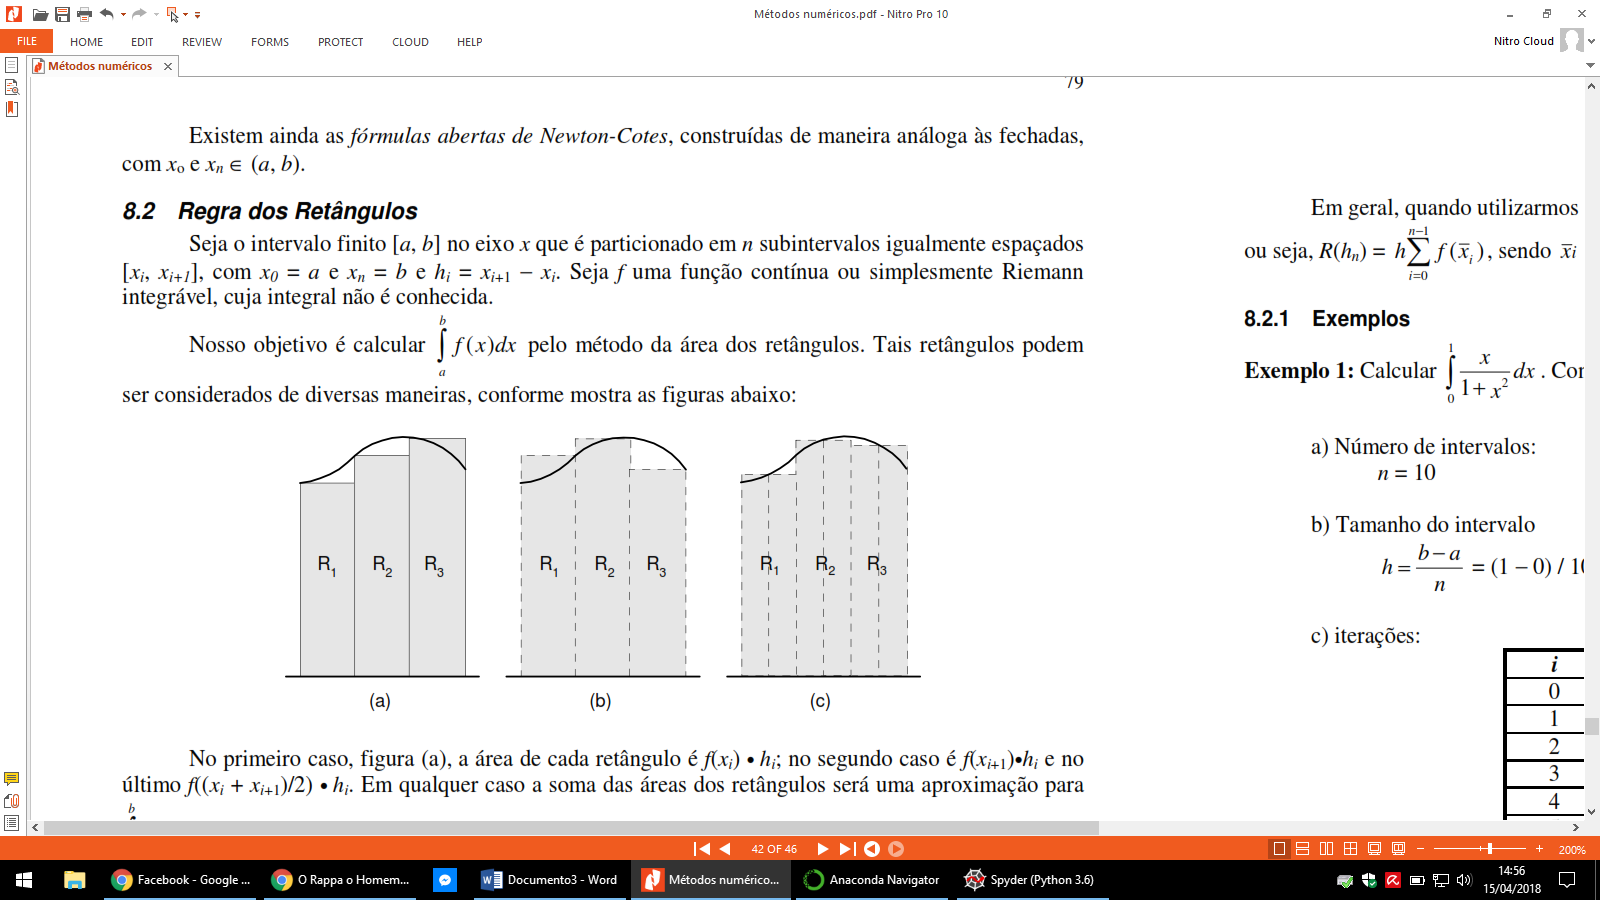 Métodos numéricos.pdf - Nitro Pro 10
FILE HOME EDIT REVIEW FORMS PROTECT CLOUD HELP
Nitro Cloud
Métodos numéricos
79
Existem ainda as fórmulas abertas de Newton-Cotes, construídas de maneira análoga às fechadas,
com x₀ e xₙ ∈ (a, b).
8.2 Regra dos Retângulos
Seja o intervalo finito [a, b] no eixo x que é particionado em n subintervalos igualmente espaçados
[xᵢ, xᵢ₊₁], com x₀ = a e xₙ = b e hᵢ = xᵢ₊₁ − xᵢ. Seja f uma função contínua ou simplesmente Riemann
integrável, cuja integral não é conhecida.
Nosso objetivo é calcular ∫ₐᵇ f(x)dx pelo método da área dos retângulos. Tais retângulos podem
ser considerados de diversas maneiras, conforme mostra as figuras abaixo:
R₁ R₂ R₃
R₁ R₂ R₃
R₁ R₂ R₃
(a) (b) (c)
No primeiro caso, figura (a), a área de cada retângulo é f(xᵢ) • hᵢ; no segundo caso é f(xᵢ₊₁)•hᵢ e no
último f((xᵢ + xᵢ₊₁)/2) • hᵢ. Em qualquer caso a soma das áreas dos retângulos será uma aproximação para
b
Em geral, quando utilizarmos
ou seja, R(hₙ) = h∑ᵢ₌₀ⁿ⁻¹ f(x̄ᵢ), sendo x̄ᵢ
8.2.1 Exemplos
Exemplo 1: Calcular ∫₀¹ x/(1+x²) dx . Cor
a) Número de intervalos:
n = 10
b) Tamanho do intervalo
h = (b−a)/n = (1 − 0) / 10
c) iterações:
i
0
1
2
3
4
42 OF 46
200%
Facebook - Google ...
O Rappa o Homem...
Documento3 - Word
Métodos numérico...
Anaconda Navigator
Spyder (Python 3.6)
14:56
15/04/2018